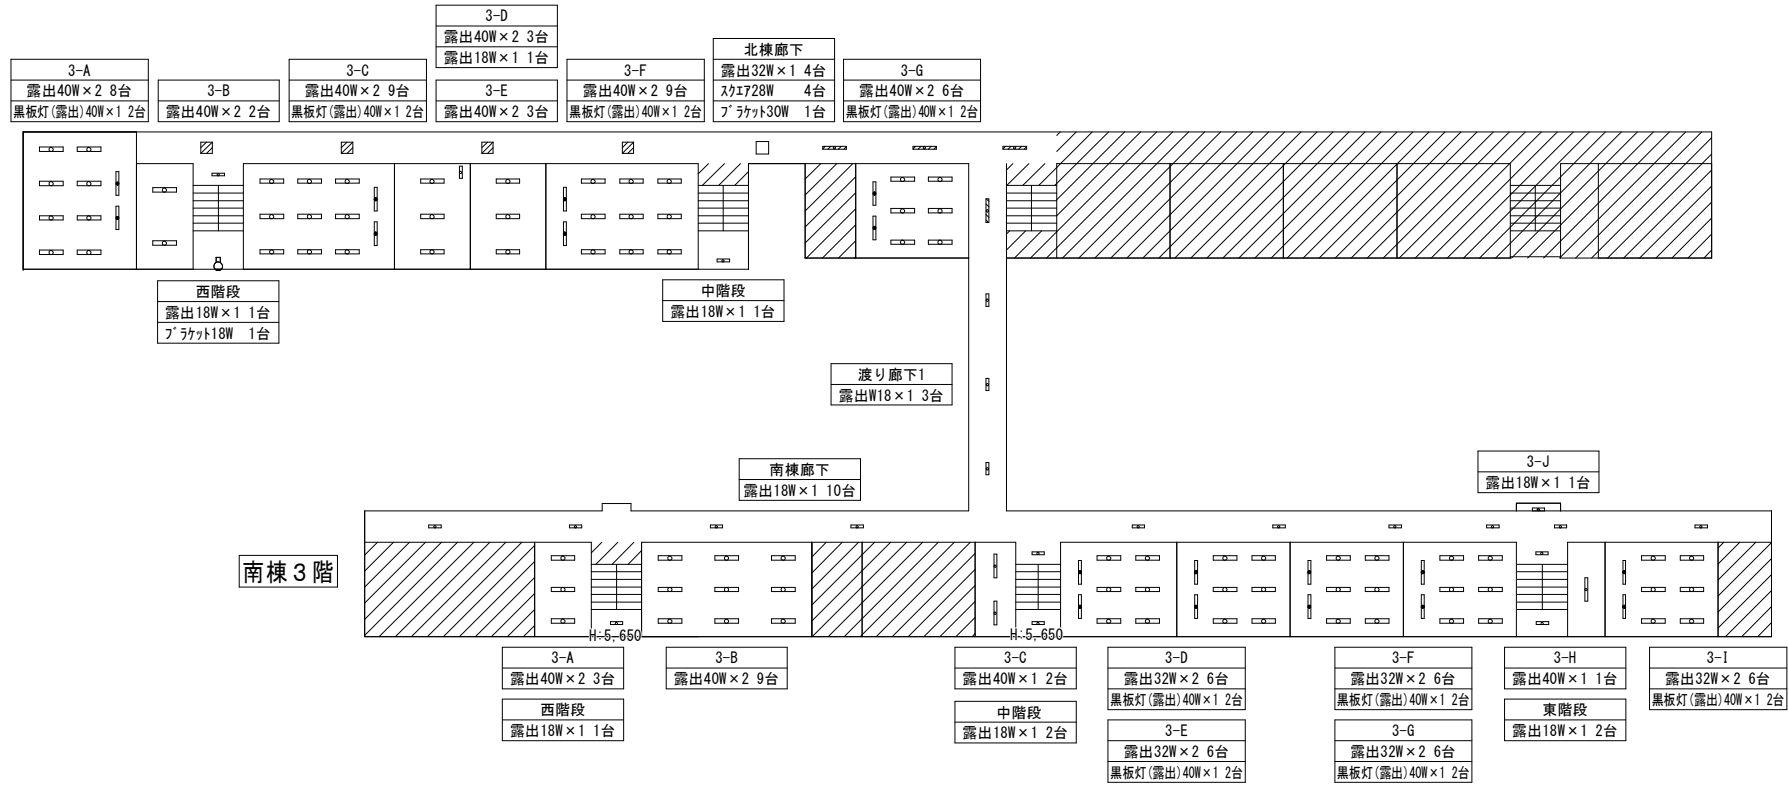 3-D
露出40W×2 3台
露出18W×1 1台
3-A
露出40W×2 8台
黒板灯(露出)40W×1 2台
3-B
露出40W×2 2台
3-C
露出40W×2 9台
黒板灯(露出)40W×1 2台
3-E
露出40W×2 3台
3-F
露出40W×2 9台
黒板灯(露出)40W×1 2台
北棟廊下
露出32W×1 4台
スクエア28W 4台
ブラケット30W 1台
3-G
露出40W×2 6台
黒板灯(露出)40W×1 2台
西階段
露出18W×1 1台
ブラケット18W 1台
中階段
露出18W×1 1台
渡り廊下1
露出W18×1 3台
南棟廊下
露出18W×1 10台
3-J
露出18W×1 1台
南棟3階
H:5,650
H:5,650
3-A
露出40W×2 3台
西階段
露出18W×1 1台
3-B
露出40W×2 9台
3-C
露出40W×1 2台
中階段
露出18W×1 2台
3-D
露出32W×2 6台
黒板灯(露出)40W×1 2台
3-E
露出32W×2 6台
黒板灯(露出)40W×1 2台
3-F
露出32W×2 6台
黒板灯(露出)40W×1 2台
3-G
露出32W×2 6台
黒板灯(露出)40W×1 2台
3-H
露出40W×1 1台
東階段
露出18W×1 2台
3-I
露出32W×2 6台
黒板灯(露出)40W×1 2台